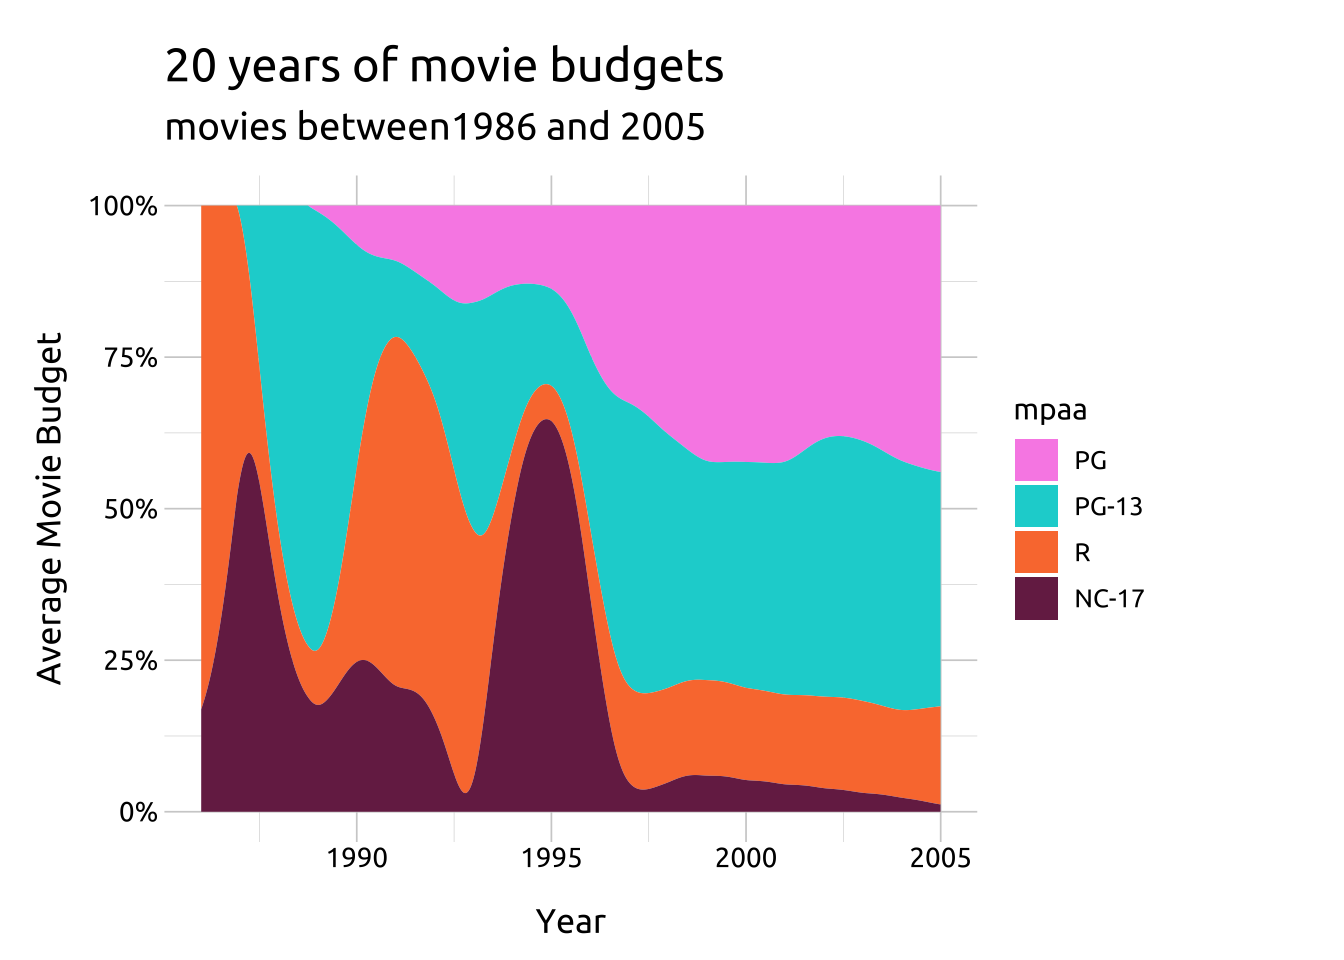 20 years of movie budgets
movies between1986 and 2005
100%
75%
50%
25%
0%
Average Movie Budget
1990 1995 2000 2005
Year
mpaa
PG
PG-13
R
NC-17